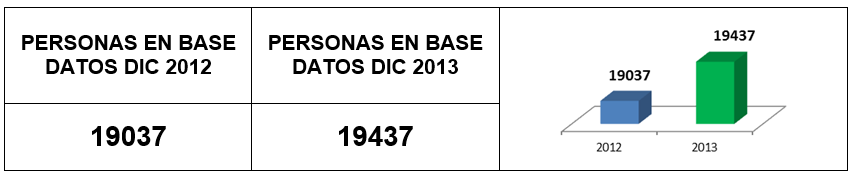 PERSONAS EN BASE
DATOS DIC 2012
PERSONAS EN BASE
DATOS DIC 2013
19037
19437
19437
19037
2012
2013